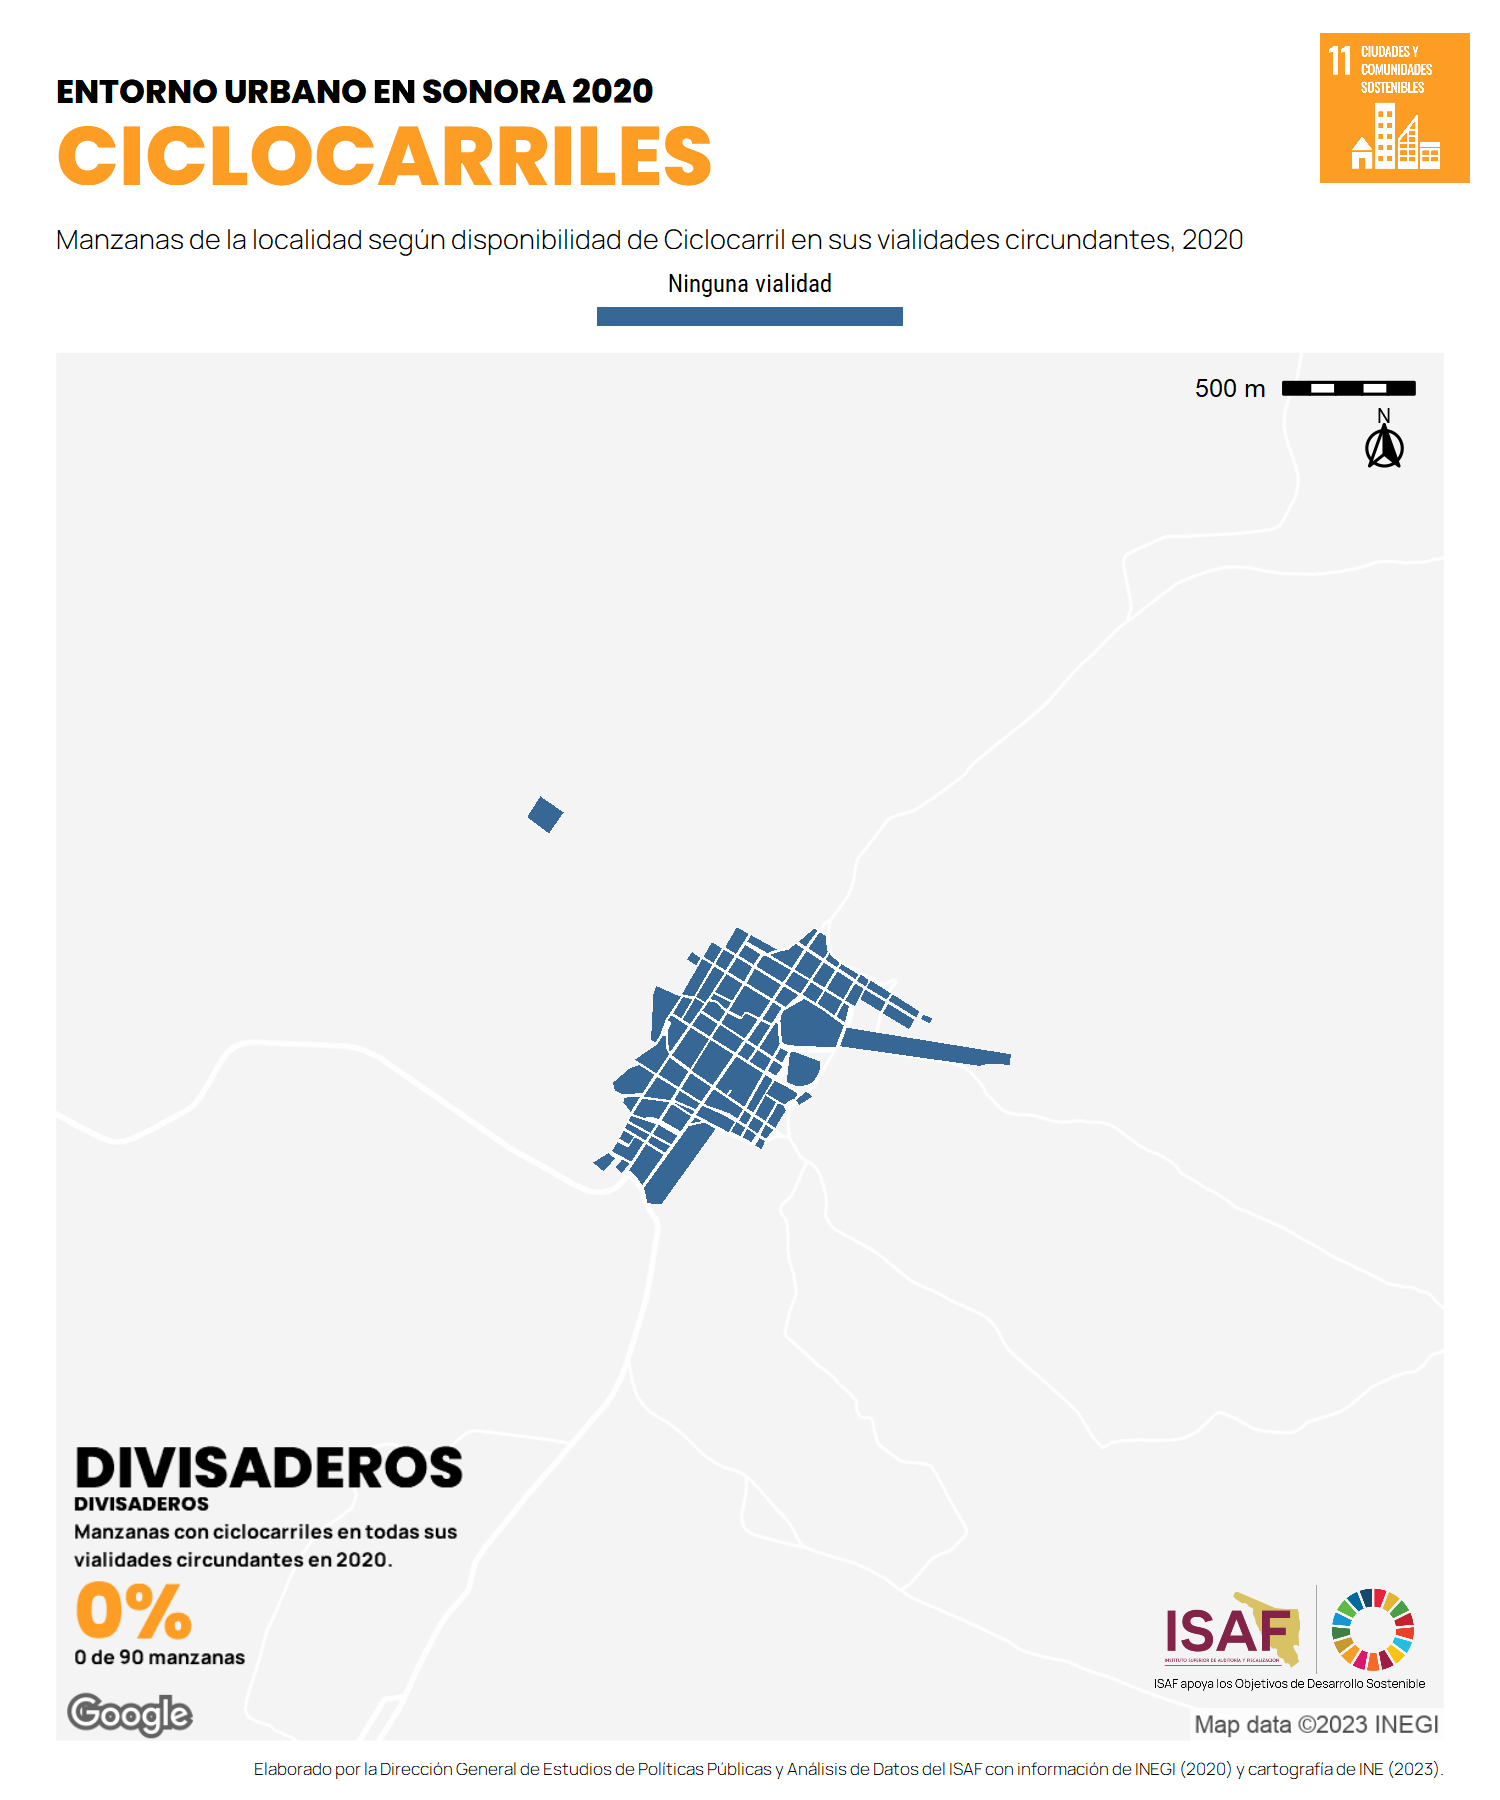 11 CIUDADES Y
COMUNIDADES
SOSTENIBLES
ENTORNO URBANO EN SONORA 2020
CICLOCARRILES
Manzanas de la localidad según disponibilidad de Ciclocarril en sus vialidades circundantes, 2020
Ninguna vialidad
500 m
N
DIVISADEROS
DIVISADEROS
Manzanas con ciclocarriles en todas sus
vialidades circundantes en 2020.
0%
0 de 90 manzanas
Google
ISAF
INSTITUTO SUPERIOR DE AUDITORÍA Y FISCALIZACIÓN
ISAF apoya los Objetivos de Desarrollo Sostenible
Map data ©2023 INEGI
Elaborado por la Dirección General de Estudios de Políticas Públicas y Análisis de Datos del ISAF con información de INEGI (2020) y cartografía de INE (2023).